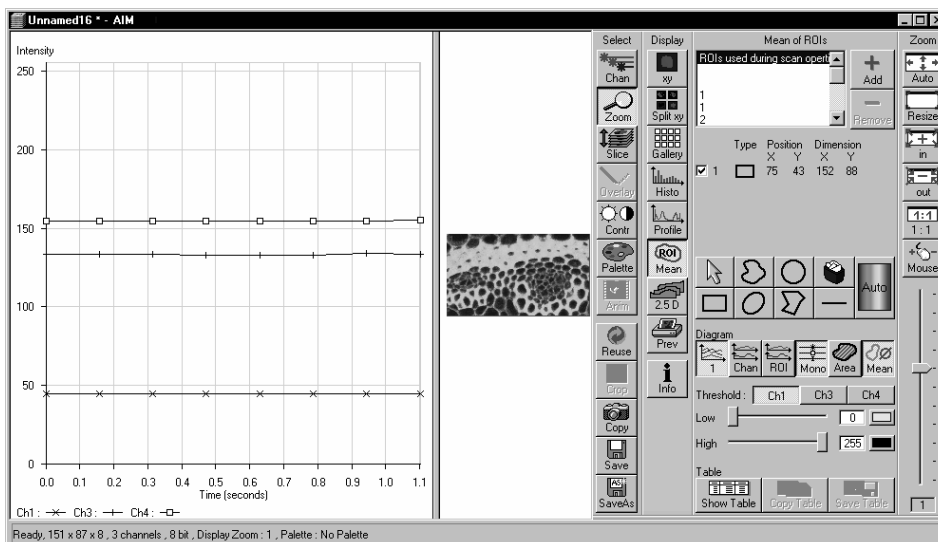 Unnamed16 * - AIM
Intensity
250
200
150
100
50
0
0.0 0.1 0.2 0.3 0.4 0.5 0.6 0.7 0.8 0.9 1.0 1.1
Time (seconds)
Ch1 : Ch3 : Ch4 :
Select
Chan
Zoom
Slice
Overlay
Contr
Palette
Anim
Reuse
Crop
Copy
Save
AS
SaveAs
Display
xy
Split xy
Gallery
Histo
Profile
ROI
Mean
2.5 D
Prev
i
Info
Mean of ROIs
ROIs used during scan opert
1
1
2
Add
Remove
Type Position Dimension
X Y X Y
1 75 43 152 88
Auto
Diagram
1 Chan ROI Mono Area Mean
Threshold : Ch1 Ch3 Ch4
Low 0
High 255
Table
Show Table Copy Table Save Table
Zoom
Auto
Resize
in
out
1:1
1 : 1
Mouse
1
Ready, 151 x 87 x 8 , 3 channels , 8 bit , Display Zoom : 1 , Palette : No Palette